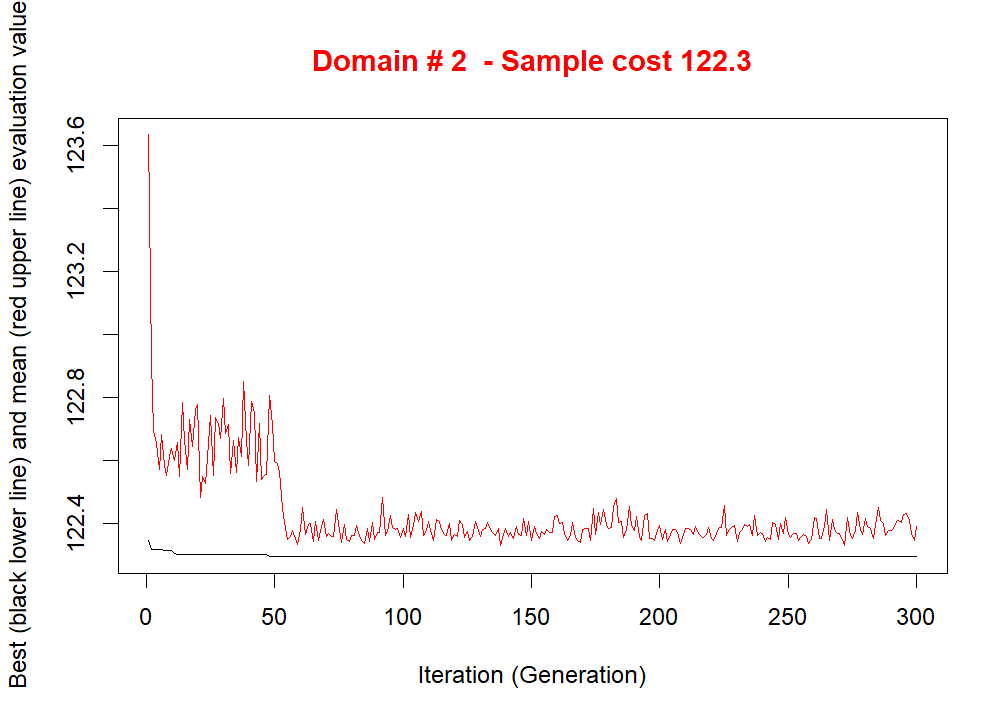 Domain # 2  - Sample cost 122.3
Best (black lower line) and mean (red upper line) evaluation value
123.6
123.2
122.8
122.4
0 50 100 150 200 250 300
Iteration (Generation)